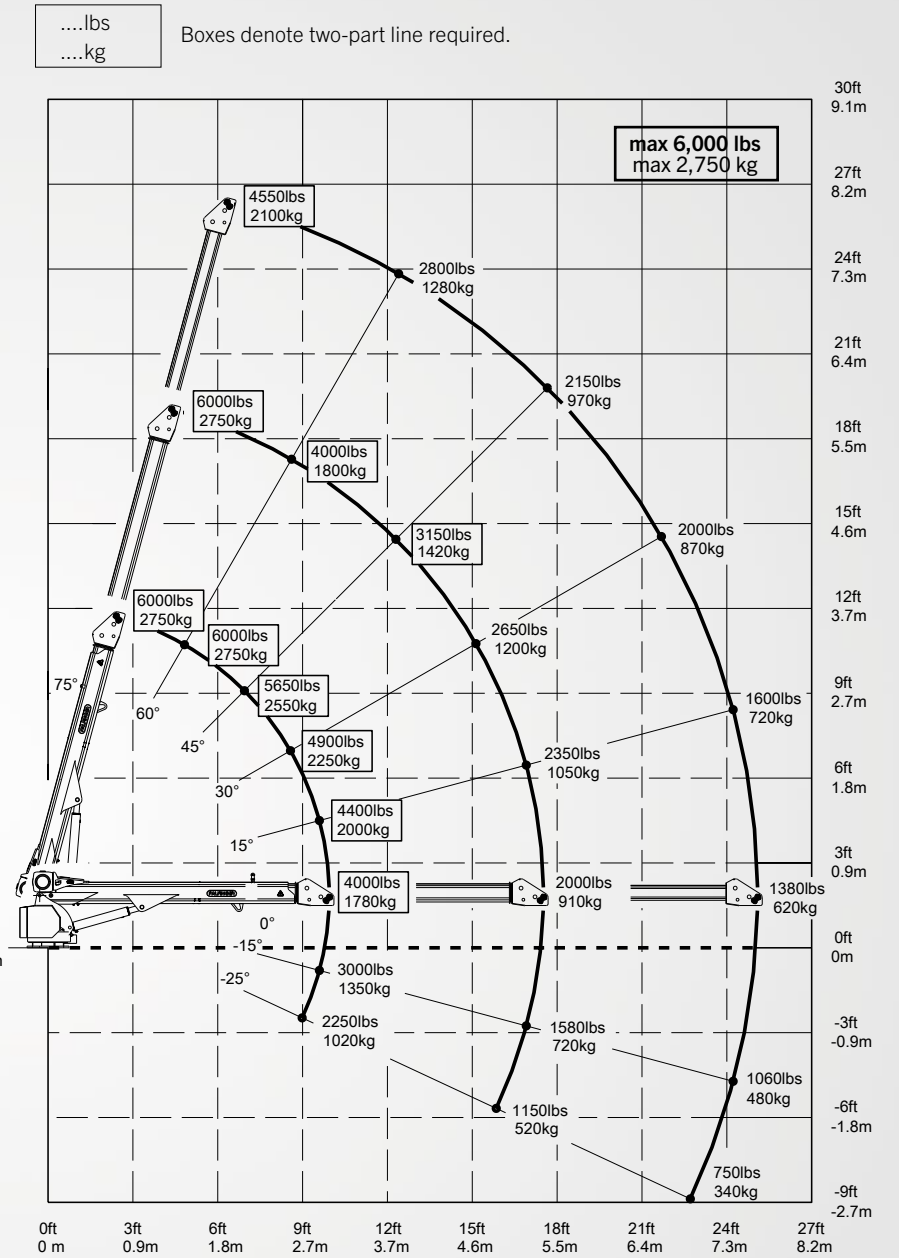 ....lbs
....kg
Boxes denote two-part line required.
30ft
9.1m
max 6,000 lbs
max 2,750 kg
27ft
8.2m
4550lbs
2100kg
24ft
7.3m
2800lbs
1280kg
21ft
6.4m
2150lbs
970kg
6000lbs
2750kg
18ft
5.5m
4000lbs
1800kg
15ft
4.6m
3150lbs
1420kg
2000lbs
870kg
12ft
3.7m
6000lbs
2750kg
6000lbs
2750kg
2650lbs
1200kg
9ft
2.7m
75°
5650lbs
2550kg
1600lbs
720kg
60°
45°
4900lbs
2250kg
2350lbs
1050kg
6ft
1.8m
30°
4400lbs
2000kg
15°
3ft
0.9m
4000lbs
1780kg
2000lbs
910kg
1380lbs
620kg
0°
0ft
0m
-15°
-25°
3000lbs
1350kg
2250lbs
1020kg
1580lbs
720kg
-3ft
-0.9m
1060lbs
480kg
-6ft
-1.8m
1150lbs
520kg
750lbs
340kg
-9ft
-2.7m
0ft 3ft 6ft 9ft 12ft 15ft 18ft 21ft 24ft 27ft
0 m 0.9m 1.8m 2.7m 3.7m 4.6m 5.5m 6.4m 7.3m 8.2m